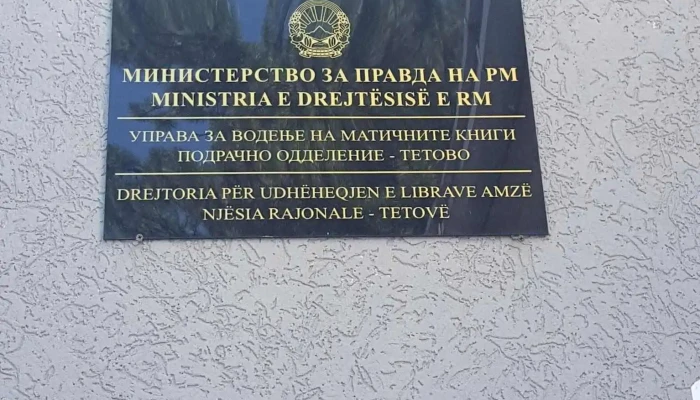 МИНИСТЕРСТВО ЗА ПРАВДА НА РМ
MINISTRIA E DREJTËSISË E RM
УПРАВА ЗА ВОДЕЊЕ НА МАТИЧНИТЕ КНИГИ
ПОДРАЧНО ОДДЕЛЕНИЕ - ТЕТОВО
DREJTORIA PËR UDHËHEQJEN E LIBRAVE AMZË
NJËSIA RAJONALE - TETOVË